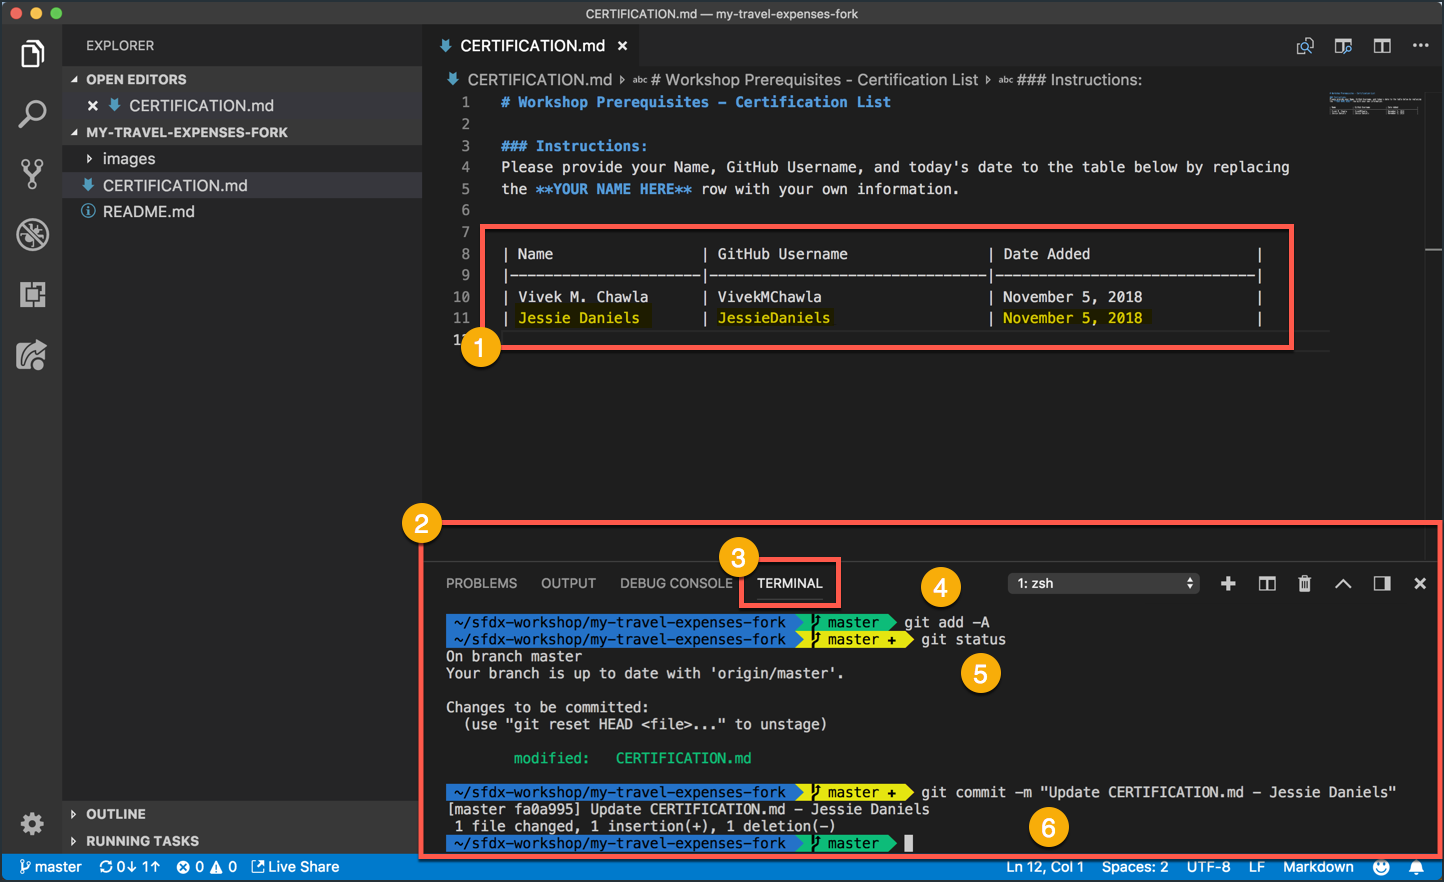 CERTIFICATION.md — my-travel-expenses-fork
EXPLORER
OPEN EDITORS
CERTIFICATION.md
MY-TRAVEL-EXPENSES-FORK
images
CERTIFICATION.md
README.md
OUTLINE
RUNNING TASKS
CERTIFICATION.md
CERTIFICATION.md abc # Workshop Prerequisites - Certification List abc ### Instructions:
1 # Workshop Prerequisites - Certification List
2
3 ### Instructions:
4 Please provide your Name, GitHub Username, and today's date to the table below by replacing
5 the **YOUR NAME HERE** row with your own information.
6
7
8 | Name | GitHub Username | Date Added |
9 |----------------------|--------------------------------|------------------------------|
10 | Vivek M. Chawla | VivekMChawla | November 5, 2018 |
11 | Jessie Daniels | JessieDaniels | November 5, 2018 |
1
2
3
PROBLEMS OUTPUT DEBUG CONSOLE TERMINAL 1: zsh
4
~/sfdx-workshop/my-travel-expenses-fork master git add -A
~/sfdx-workshop/my-travel-expenses-fork master + git status
On branch master
Your branch is up to date with 'origin/master'.
5
Changes to be committed:
(use "git reset HEAD <file>..." to unstage)
modified: CERTIFICATION.md
~/sfdx-workshop/my-travel-expenses-fork master + git commit -m "Update CERTIFICATION.md - Jessie Daniels"
[master fa0a995] Update CERTIFICATION.md - Jessie Daniels
1 file changed, 1 insertion(+), 1 deletion(-)
6
~/sfdx-workshop/my-travel-expenses-fork master
master 0↓ 1↑ 0 0 Live Share Ln 12, Col 1 Spaces: 2 UTF-8 LF Markdown